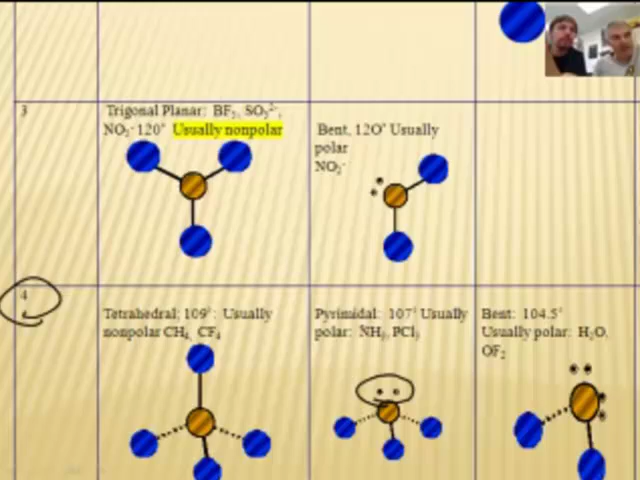 3
Trigonal Planar: BF3, SO3²⁻,
NO3⁻ 120° Usually nonpolar
Bent, 120° Usually
polar
NO2⁻
4
Tetrahedral; 109°: Usually
nonpolar CH4, CF4
Pyrimidal: 107° Usually
polar: NH3, PCl3
Bent: 104.5°
Usually polar: H2O,
OF2